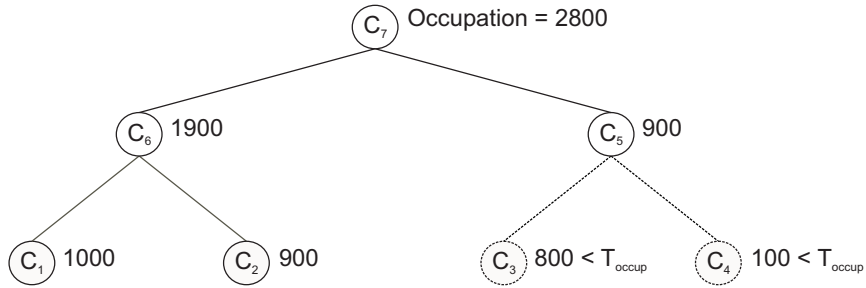 C₇ Occupation = 2800
C₆ 1900
C₅ 900
C₁ 1000
C₂ 900
C₃ 800 < Tₒccup
C₄ 100 < Tₒccup